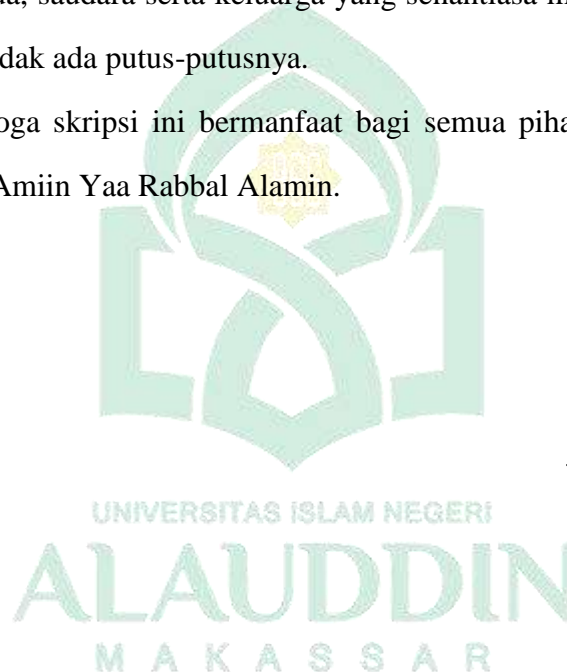 saudara serta keluarga yang senantiasa
dak ada putus-putusnya.
oga skripsi ini bermanfaat bagi semua piha
Amiin Yaa Rabbal Alamin.
UNIVERSITAS ISLAM NEGERI
ALAUDDIN
MAKASSAR